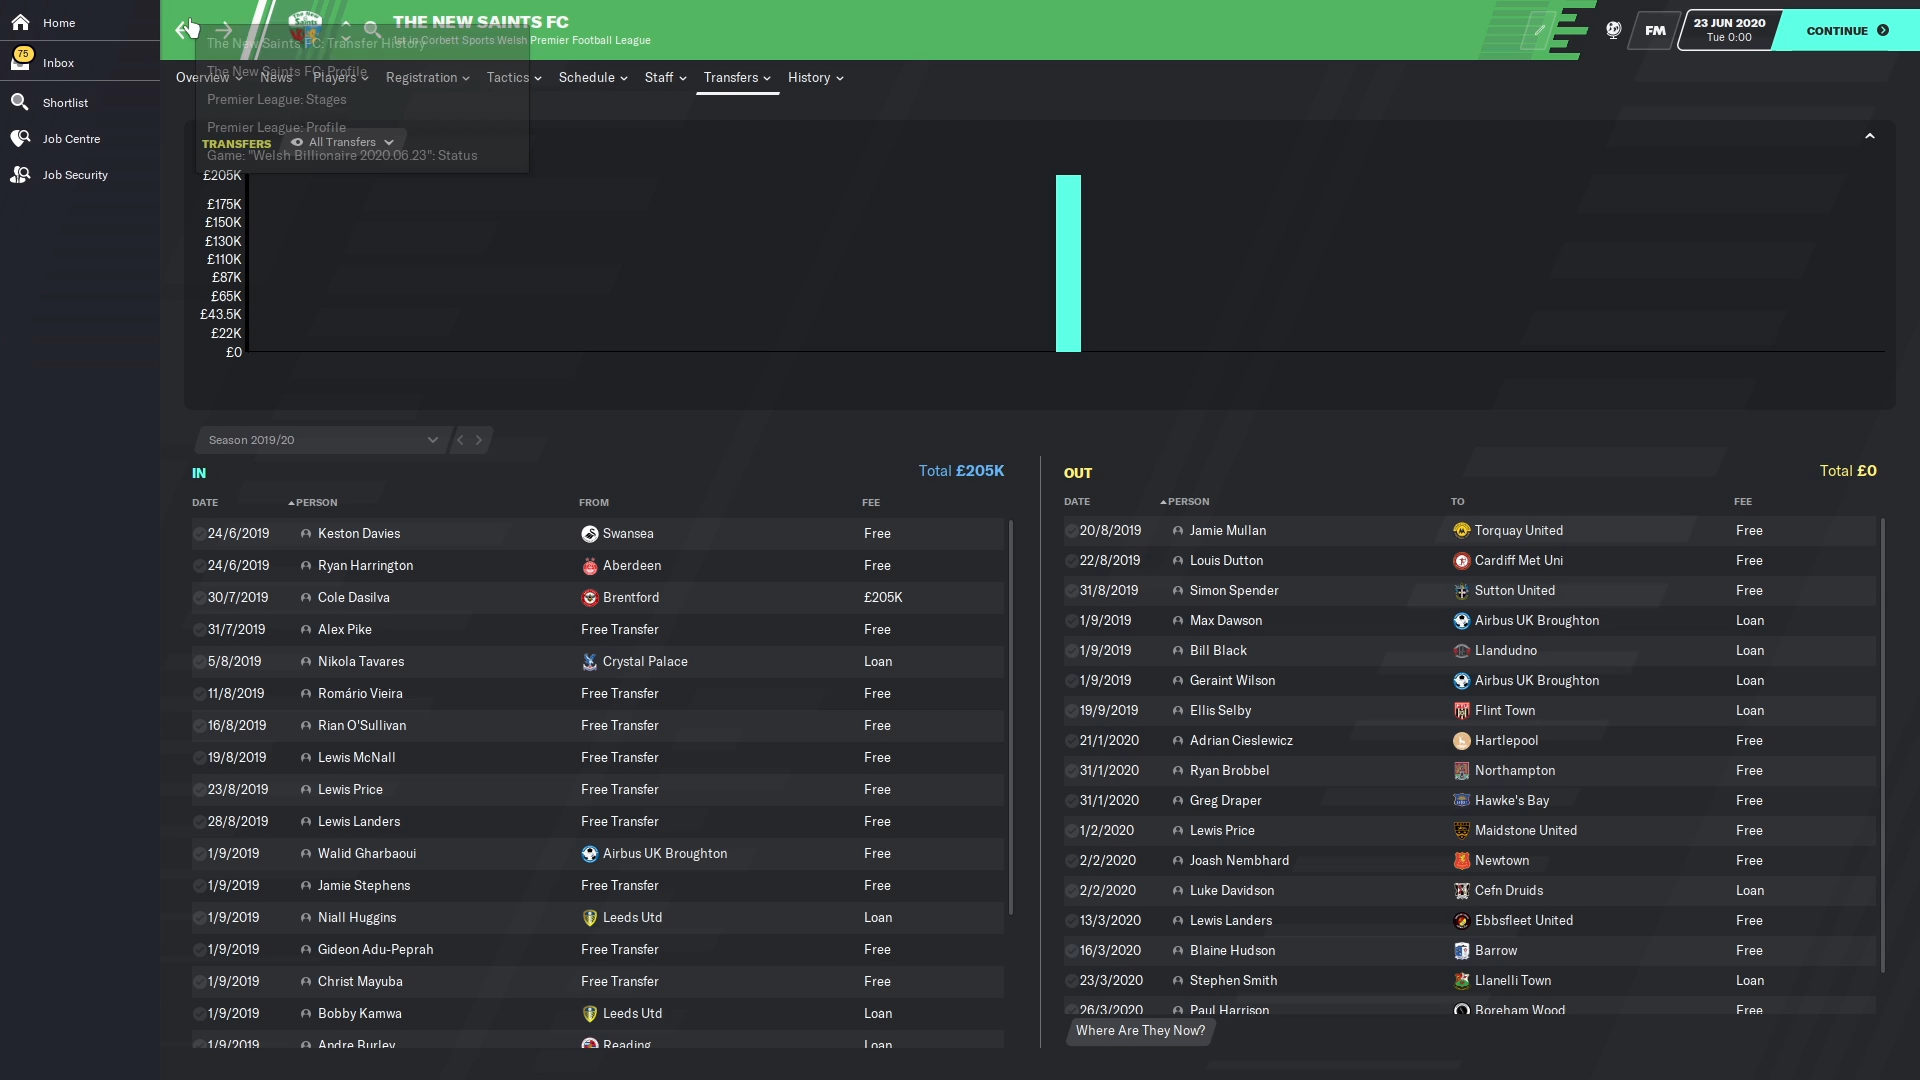 Home
75
Inbox
Shortlist
Job Centre
Job Security
THE NEW SAINTS FC
1st in Corbett Sports Welsh Premier Football League
FM
23 JUN 2020
Tue 0:00
CONTINUE
The New Saints FC: Transfer History
The New Saints FC: Profile
Premier League: Stages
Premier League: Profile
Game: "Welsh Billionaire 2020.06.23": Status
Overview News Players Registration Tactics Schedule Staff Transfers History
TRANSFERS All Transfers
£205K
£175K
£150K
£130K
£110K
£87K
£65K
£43.5K
£22K
£0
Season 2019/20
IN Total £205K
DATE PERSON FROM FEE
24/6/2019 Keston Davies Swansea Free
24/6/2019 Ryan Harrington Aberdeen Free
30/7/2019 Cole Dasilva Brentford £205K
31/7/2019 Alex Pike Free Transfer Free
5/8/2019 Nikola Tavares Crystal Palace Loan
11/8/2019 Romário Vieira Free Transfer Free
16/8/2019 Rian O'Sullivan Free Transfer Free
19/8/2019 Lewis McNall Free Transfer Free
23/8/2019 Lewis Price Free Transfer Free
28/8/2019 Lewis Landers Free Transfer Free
1/9/2019 Walid Gharbaoui Airbus UK Broughton Free
1/9/2019 Jamie Stephens Free Transfer Free
1/9/2019 Niall Huggins Leeds Utd Loan
1/9/2019 Gideon Adu-Peprah Free Transfer Free
1/9/2019 Christ Mayuba Free Transfer Free
1/9/2019 Bobby Kamwa Leeds Utd Loan
1/9/2019 Andre Burley Reading Loan
OUT Total £0
DATE PERSON TO FEE
20/8/2019 Jamie Mullan Torquay United Free
22/8/2019 Louis Dutton Cardiff Met Uni Free
31/8/2019 Simon Spender Sutton United Free
1/9/2019 Max Dawson Airbus UK Broughton Loan
1/9/2019 Bill Black Llandudno Loan
1/9/2019 Geraint Wilson Airbus UK Broughton Loan
19/9/2019 Ellis Selby Flint Town Loan
21/1/2020 Adrian Cieslewicz Hartlepool Free
31/1/2020 Ryan Brobbel Northampton Free
31/1/2020 Greg Draper Hawke's Bay Free
1/2/2020 Lewis Price Maidstone United Free
2/2/2020 Joash Nembhard Newtown Free
2/2/2020 Luke Davidson Cefn Druids Loan
13/3/2020 Lewis Landers Ebbsfleet United Free
16/3/2020 Blaine Hudson Barrow Free
23/3/2020 Stephen Smith Llanelli Town Loan
26/3/2020 Paul Harrison Boreham Wood Free
Where Are They Now?